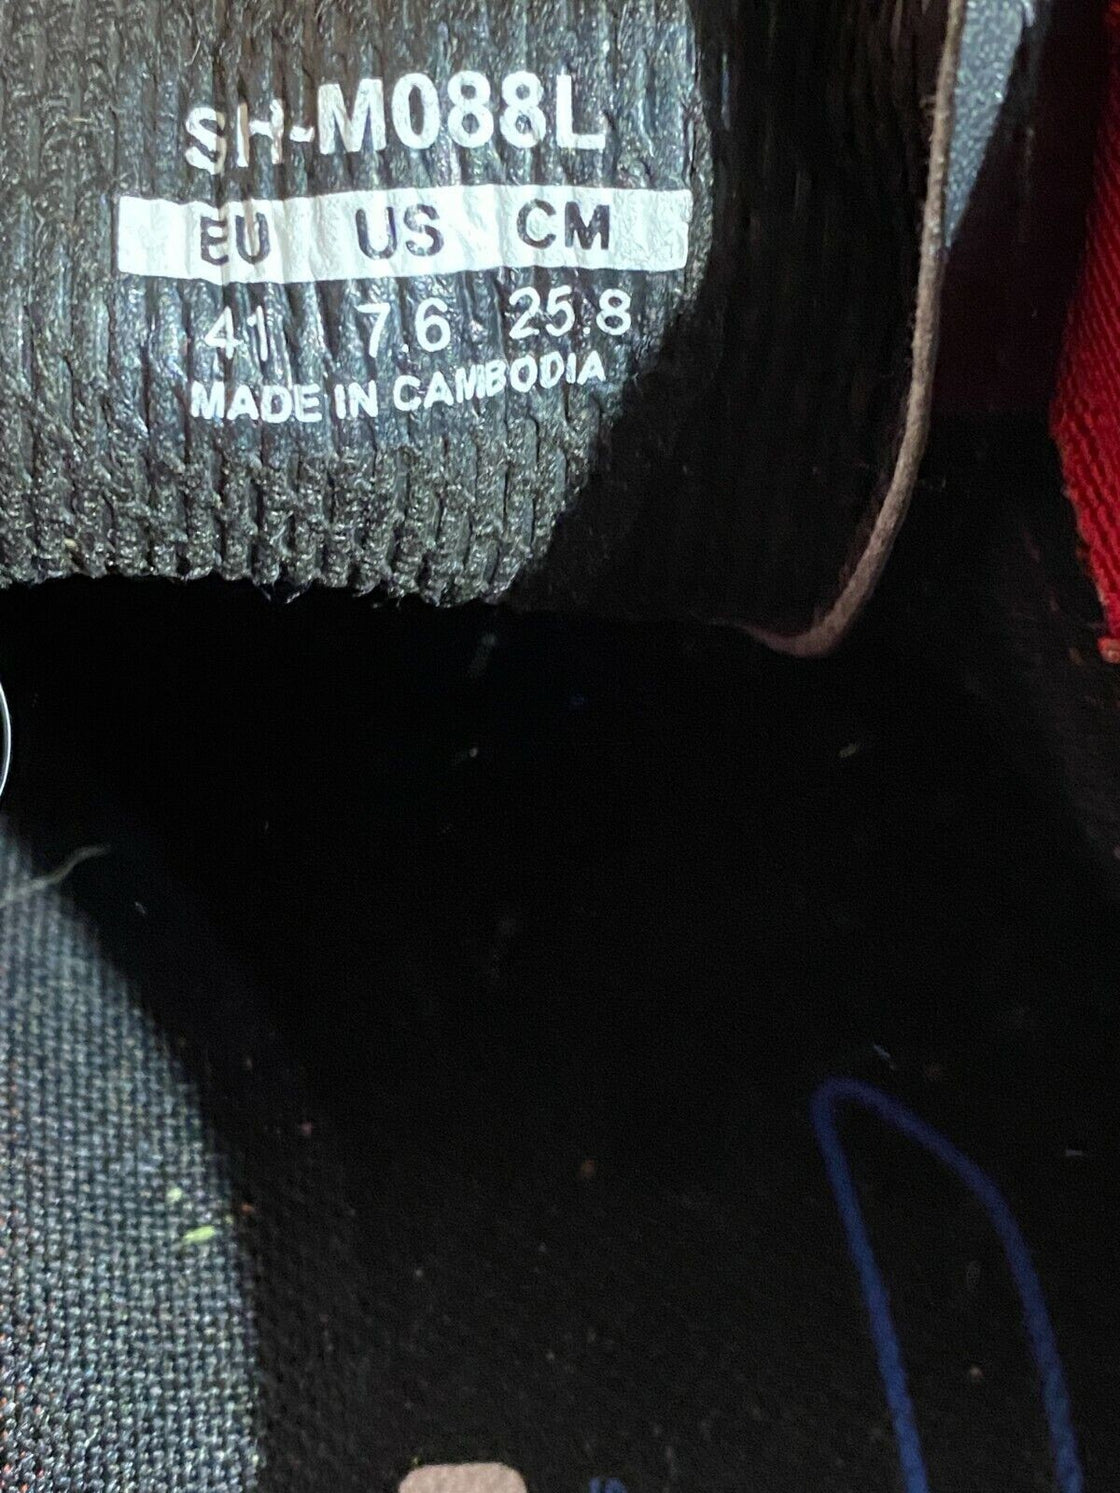 SH-M088L
EU US CM
41 7.6 25.8
MADE IN CAMBODIA